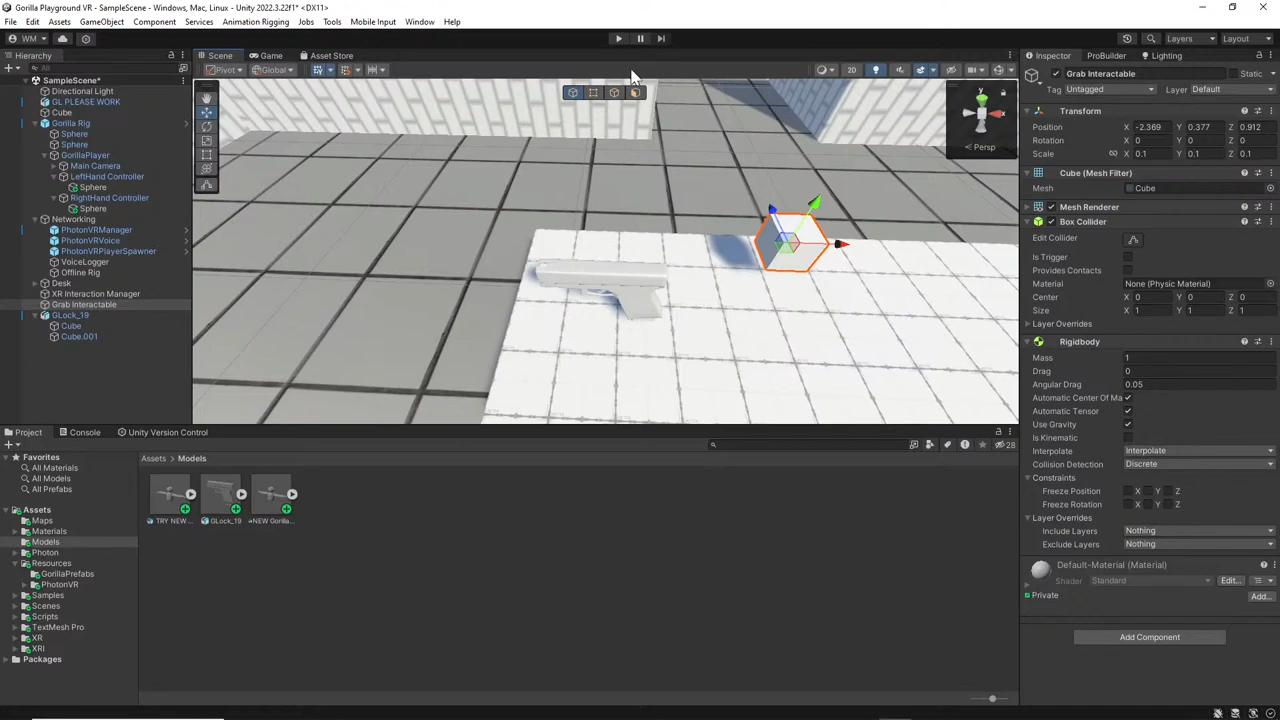 Gorilla Playground VR - SampleScene - Windows, Mac, Linux - Unity 2022.3.22f1* <DX11>
File Edit Assets GameObject Component Services Animation Rigging Jobs Tools Mobile Input Window Help
WM Layers Layout
Hierarchy
All
SampleScene*
Directional Light
GL PLEASE WORK
Cube
Gorilla Rig
Sphere
Sphere
GorillaPlayer
Main Camera
LeftHand Controller
Sphere
RightHand Controller
Sphere
Networking
PhotonVRManager
PhotonVRVoice
PhotonVRPlayerSpawner
VoiceLogger
Offline Rig
Desk
XR Interaction Manager
Grab Interactable
GLock_19
Cube
Cube.001
Scene Game Asset Store
Pivot Global 2D
y
Persp
Inspector ProBuilder Lighting
Grab Interactable Static
Tag Untagged Layer Default
Transform
Position X -2.369 Y 0.377 Z 0.912
Rotation X 0 Y 0 Z 0
Scale X 0.1 Y 0.1 Z 0.1
Cube (Mesh Filter)
Mesh Cube
Mesh Renderer
Box Collider
Edit Collider
Is Trigger
Provides Contacts
Material None (Physic Material)
Center X 0 Y 0 Z 0
Size X 1 Y 1 Z 1
Layer Overrides
Rigidbody
Mass 1
Drag 0
Angular Drag 0.05
Automatic Center Of Ma
Automatic Tensor
Use Gravity
Is Kinematic
Interpolate Interpolate
Collision Detection Discrete
Constraints
Freeze Position X Y Z
Freeze Rotation X Y Z
Layer Overrides
Include Layers Nothing
Exclude Layers Nothing
Default-Material (Material)
Shader Standard Edit...
Private Add...
Add Component
Project Console Unity Version Control
28
Favorites
All Materials
All Models
All Prefabs
Assets
Maps
Materials
Models
Photon
Resources
GorillaPrefabs
PhotonVR
Samples
Scenes
Scripts
TextMesh Pro
XR
XRI
Packages
Assets > Models
TRY NEW ... GLock_19 NEW Gorilla...